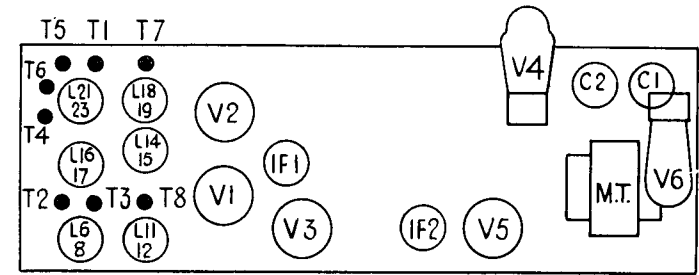 T5 T1 T7
T6
L21
23
L18
19
V2
V4
C2
C1
T4
L16
17
L14
15
IF1
V1
M.T.
V6
T2
T3
T8
L6
8
L11
12
V3
IF2
V5